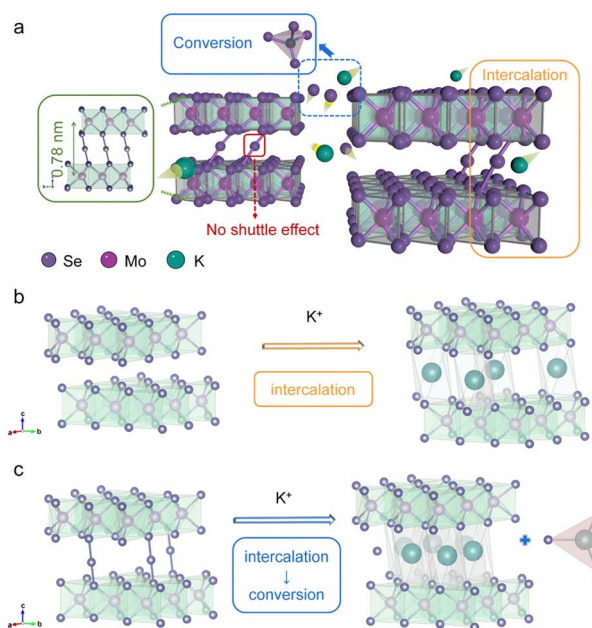 a
Conversion
Intercalation
0.78 nm
No shuttle effect
Se Mo K
b
K⁺
intercalation
c
a b
c
K⁺
intercalation
↓
conversion
c
a b